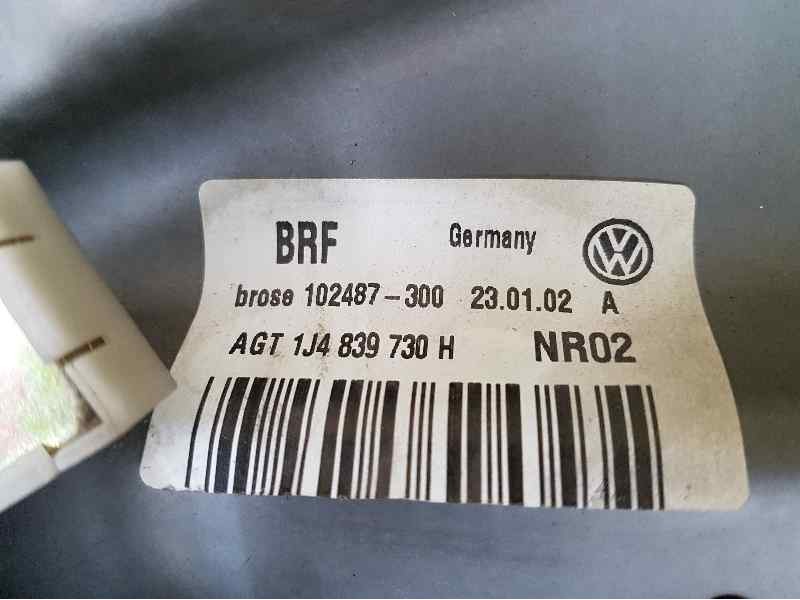 BRF Germany
brose 102487-300 23.01.02 A
AGT 1J4 839 730 H NR02